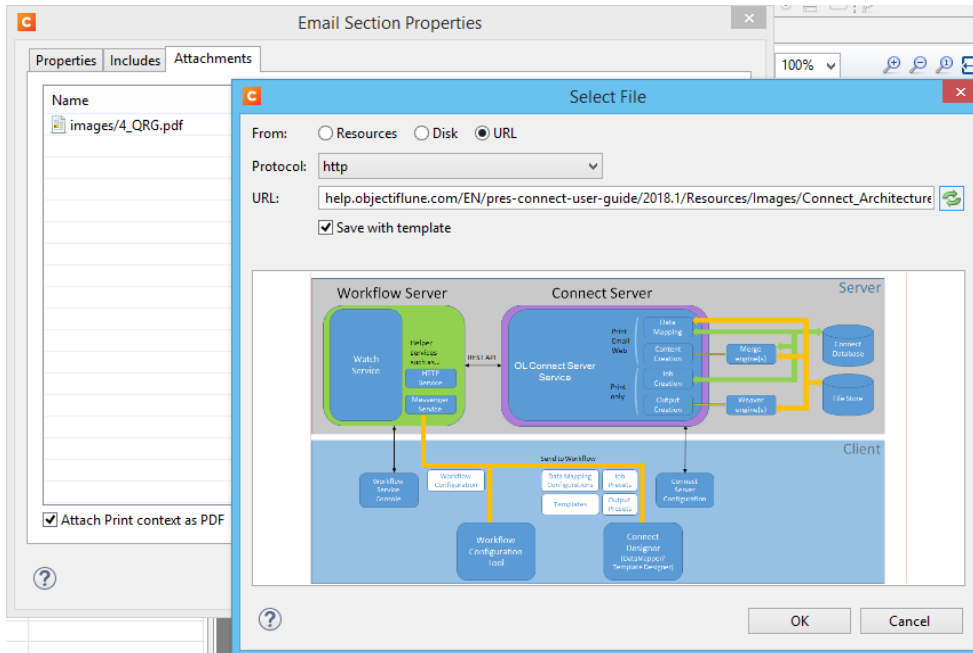 C
Email Section Properties
×
Properties Includes Attachments
100%
Name
images/4_QRG.pdf
Attach Print context as PDF
?
C
Select File
×
From: Resources Disk URL
Protocol: http
URL: help.objectiflune.com/EN/pres-connect-user-guide/2018.1/Resources/Images/Connect_Architecture
Save with template
Server
Workflow Server
Connect Server
Watch
Service
Helper
services
such as...
HTTP
Service
Messenger
Service
REST API
OL Connect Server
Service
Print
Email
Web
Print
only
Data
Mapping
Content
Creation
Job
Creation
Output
Creation
Merge
engine(s)
Weaver
engine(s)
Connect
Database
File Store
Client
Send to Workflow
Workflow
Service
Console
Workflow
Configuration
Data Mapping
Configurations
Job
Presets
Templates
Output
Presets
Connect
Server
Configuration
Workflow
Configuration
Tool
Connect
Designer
(DataMapper/
Template Designer)
?
OK Cancel